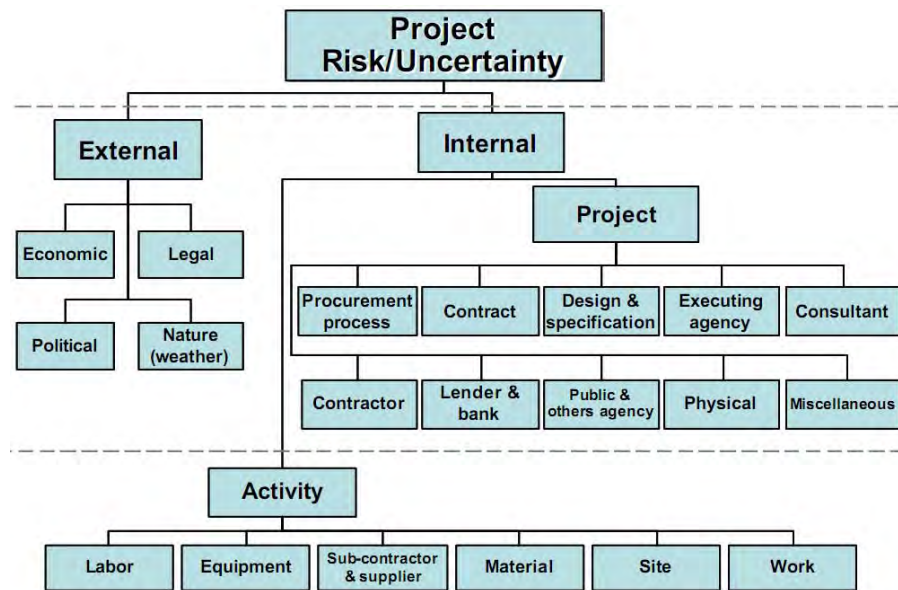 Project
Risk/Uncertainty
External
Internal
Project
Economic
Legal
Political
Nature
(weather)
Procurement
process
Contract
Design &
specification
Executing
agency
Consultant
Contractor
Lender &
bank
Public &
others agency
Physical
Miscellaneous
Activity
Labor
Equipment
Sub-contractor
& supplier
Material
Site
Work